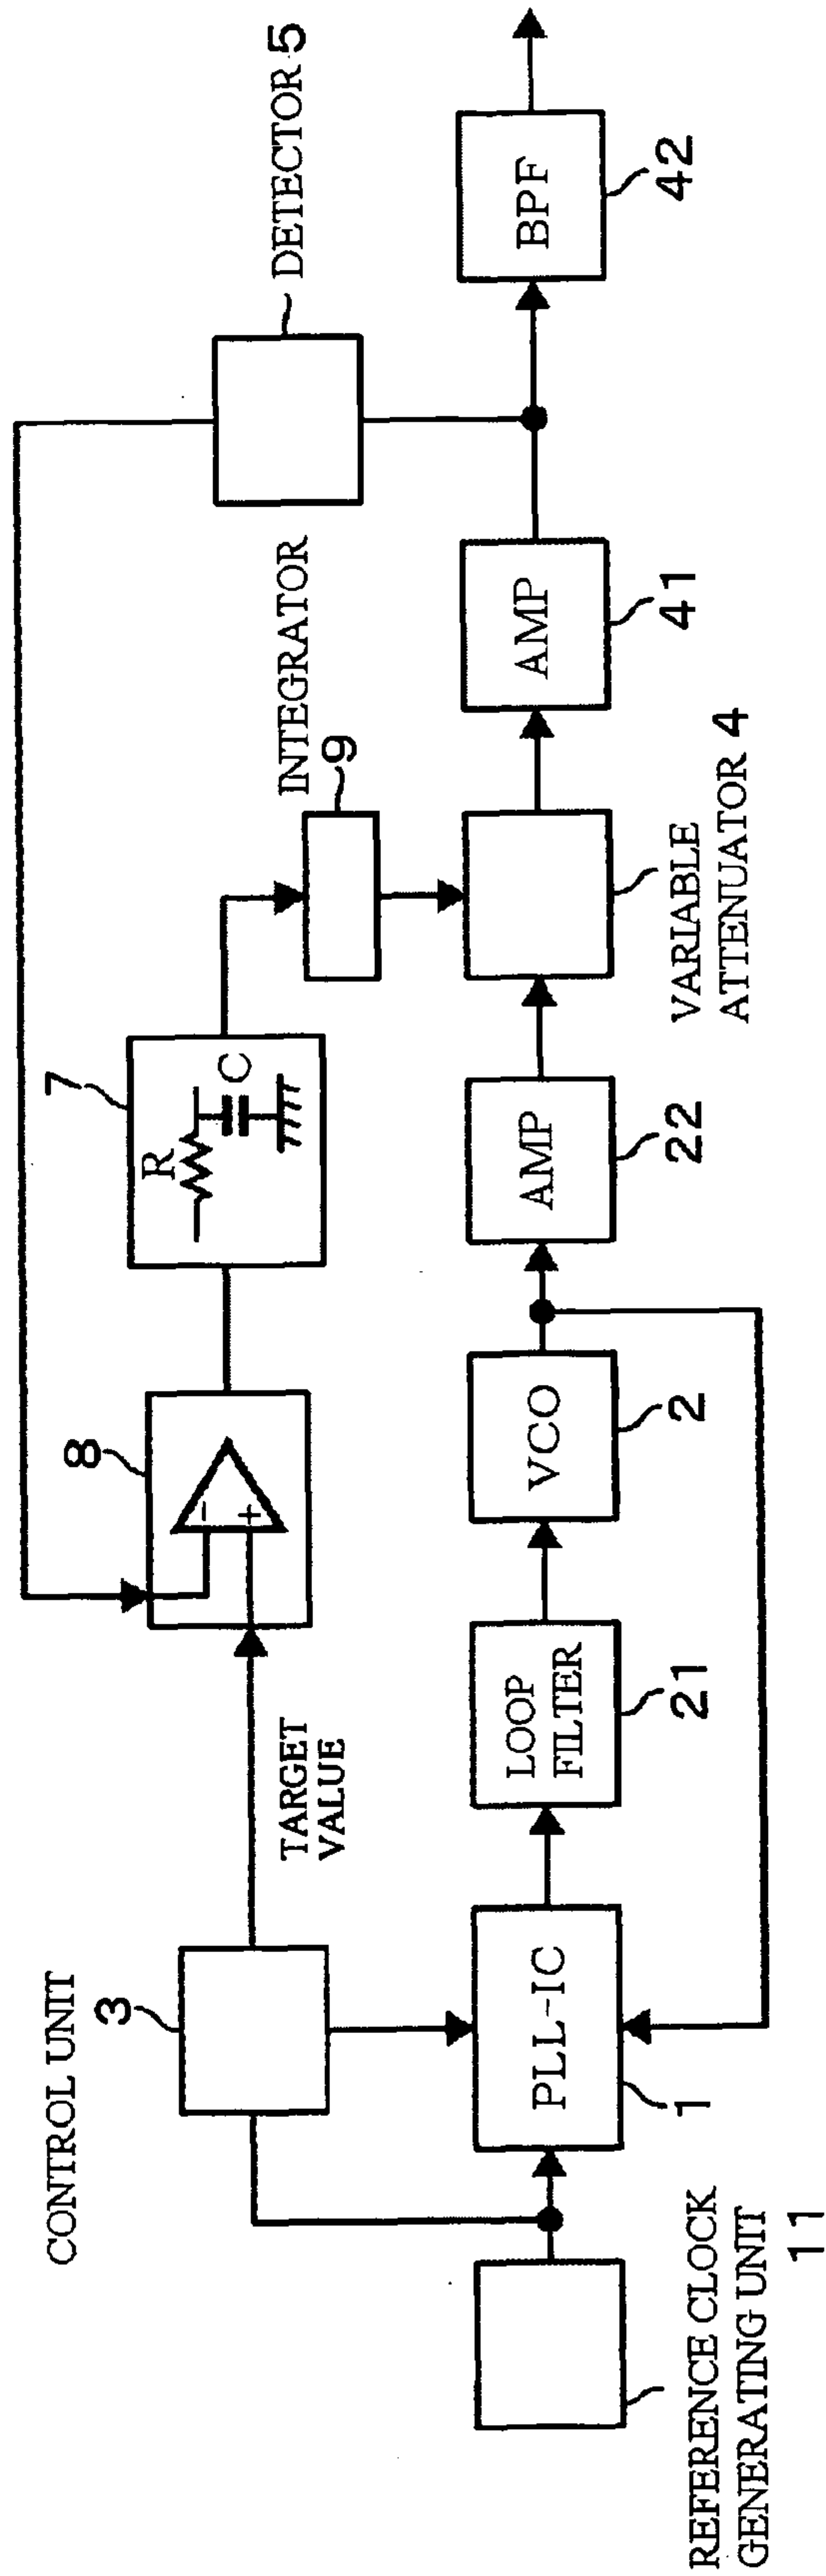 CONTROL UNIT
3
TARGET
VALUE
8
-
+
7
R
C
INTEGRATOR
9
DETECTOR 5
REFERENCE CLOCK
GENERATING UNIT
11
PLL-IC
1
LOOP
FILTER
21
VCO
2
AMP
22
VARIABLE
ATTENUATOR 4
AMP
41
BPF
42